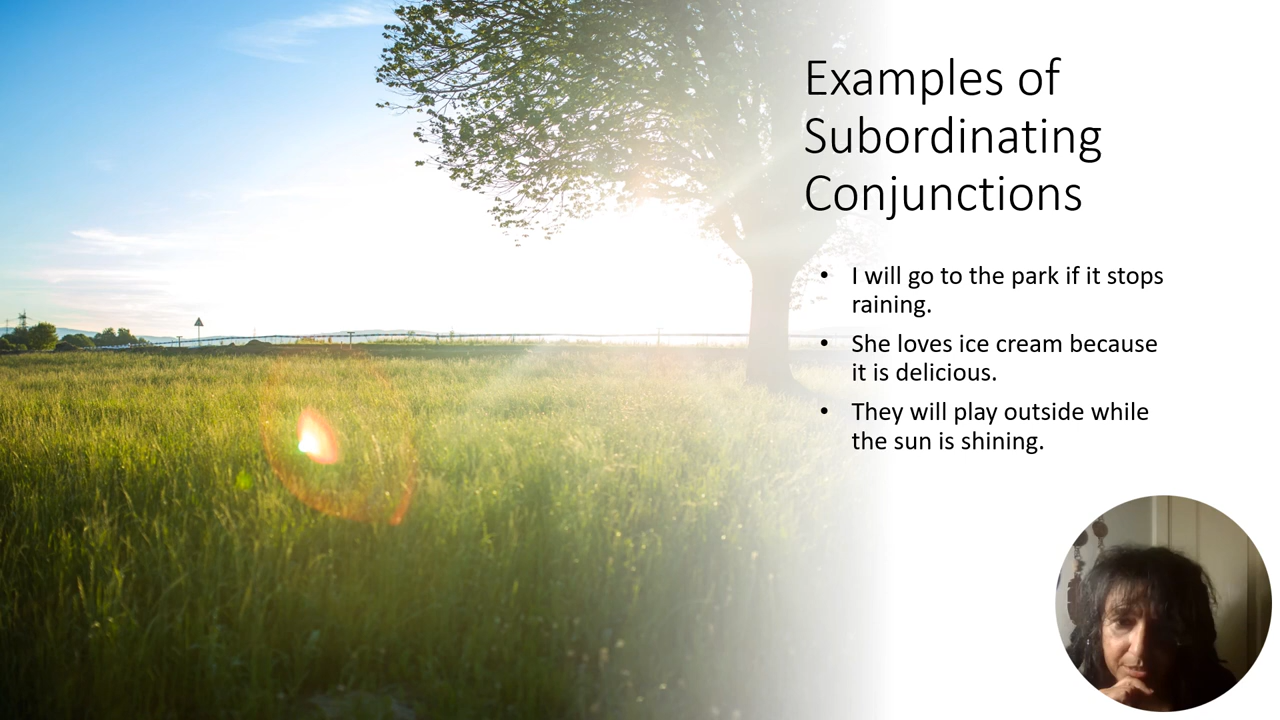 Examples of
Subordinating
Conjunctions
• I will go to the park if it stops
raining.
• She loves ice cream because
it is delicious.
• They will play outside while
the sun is shining.